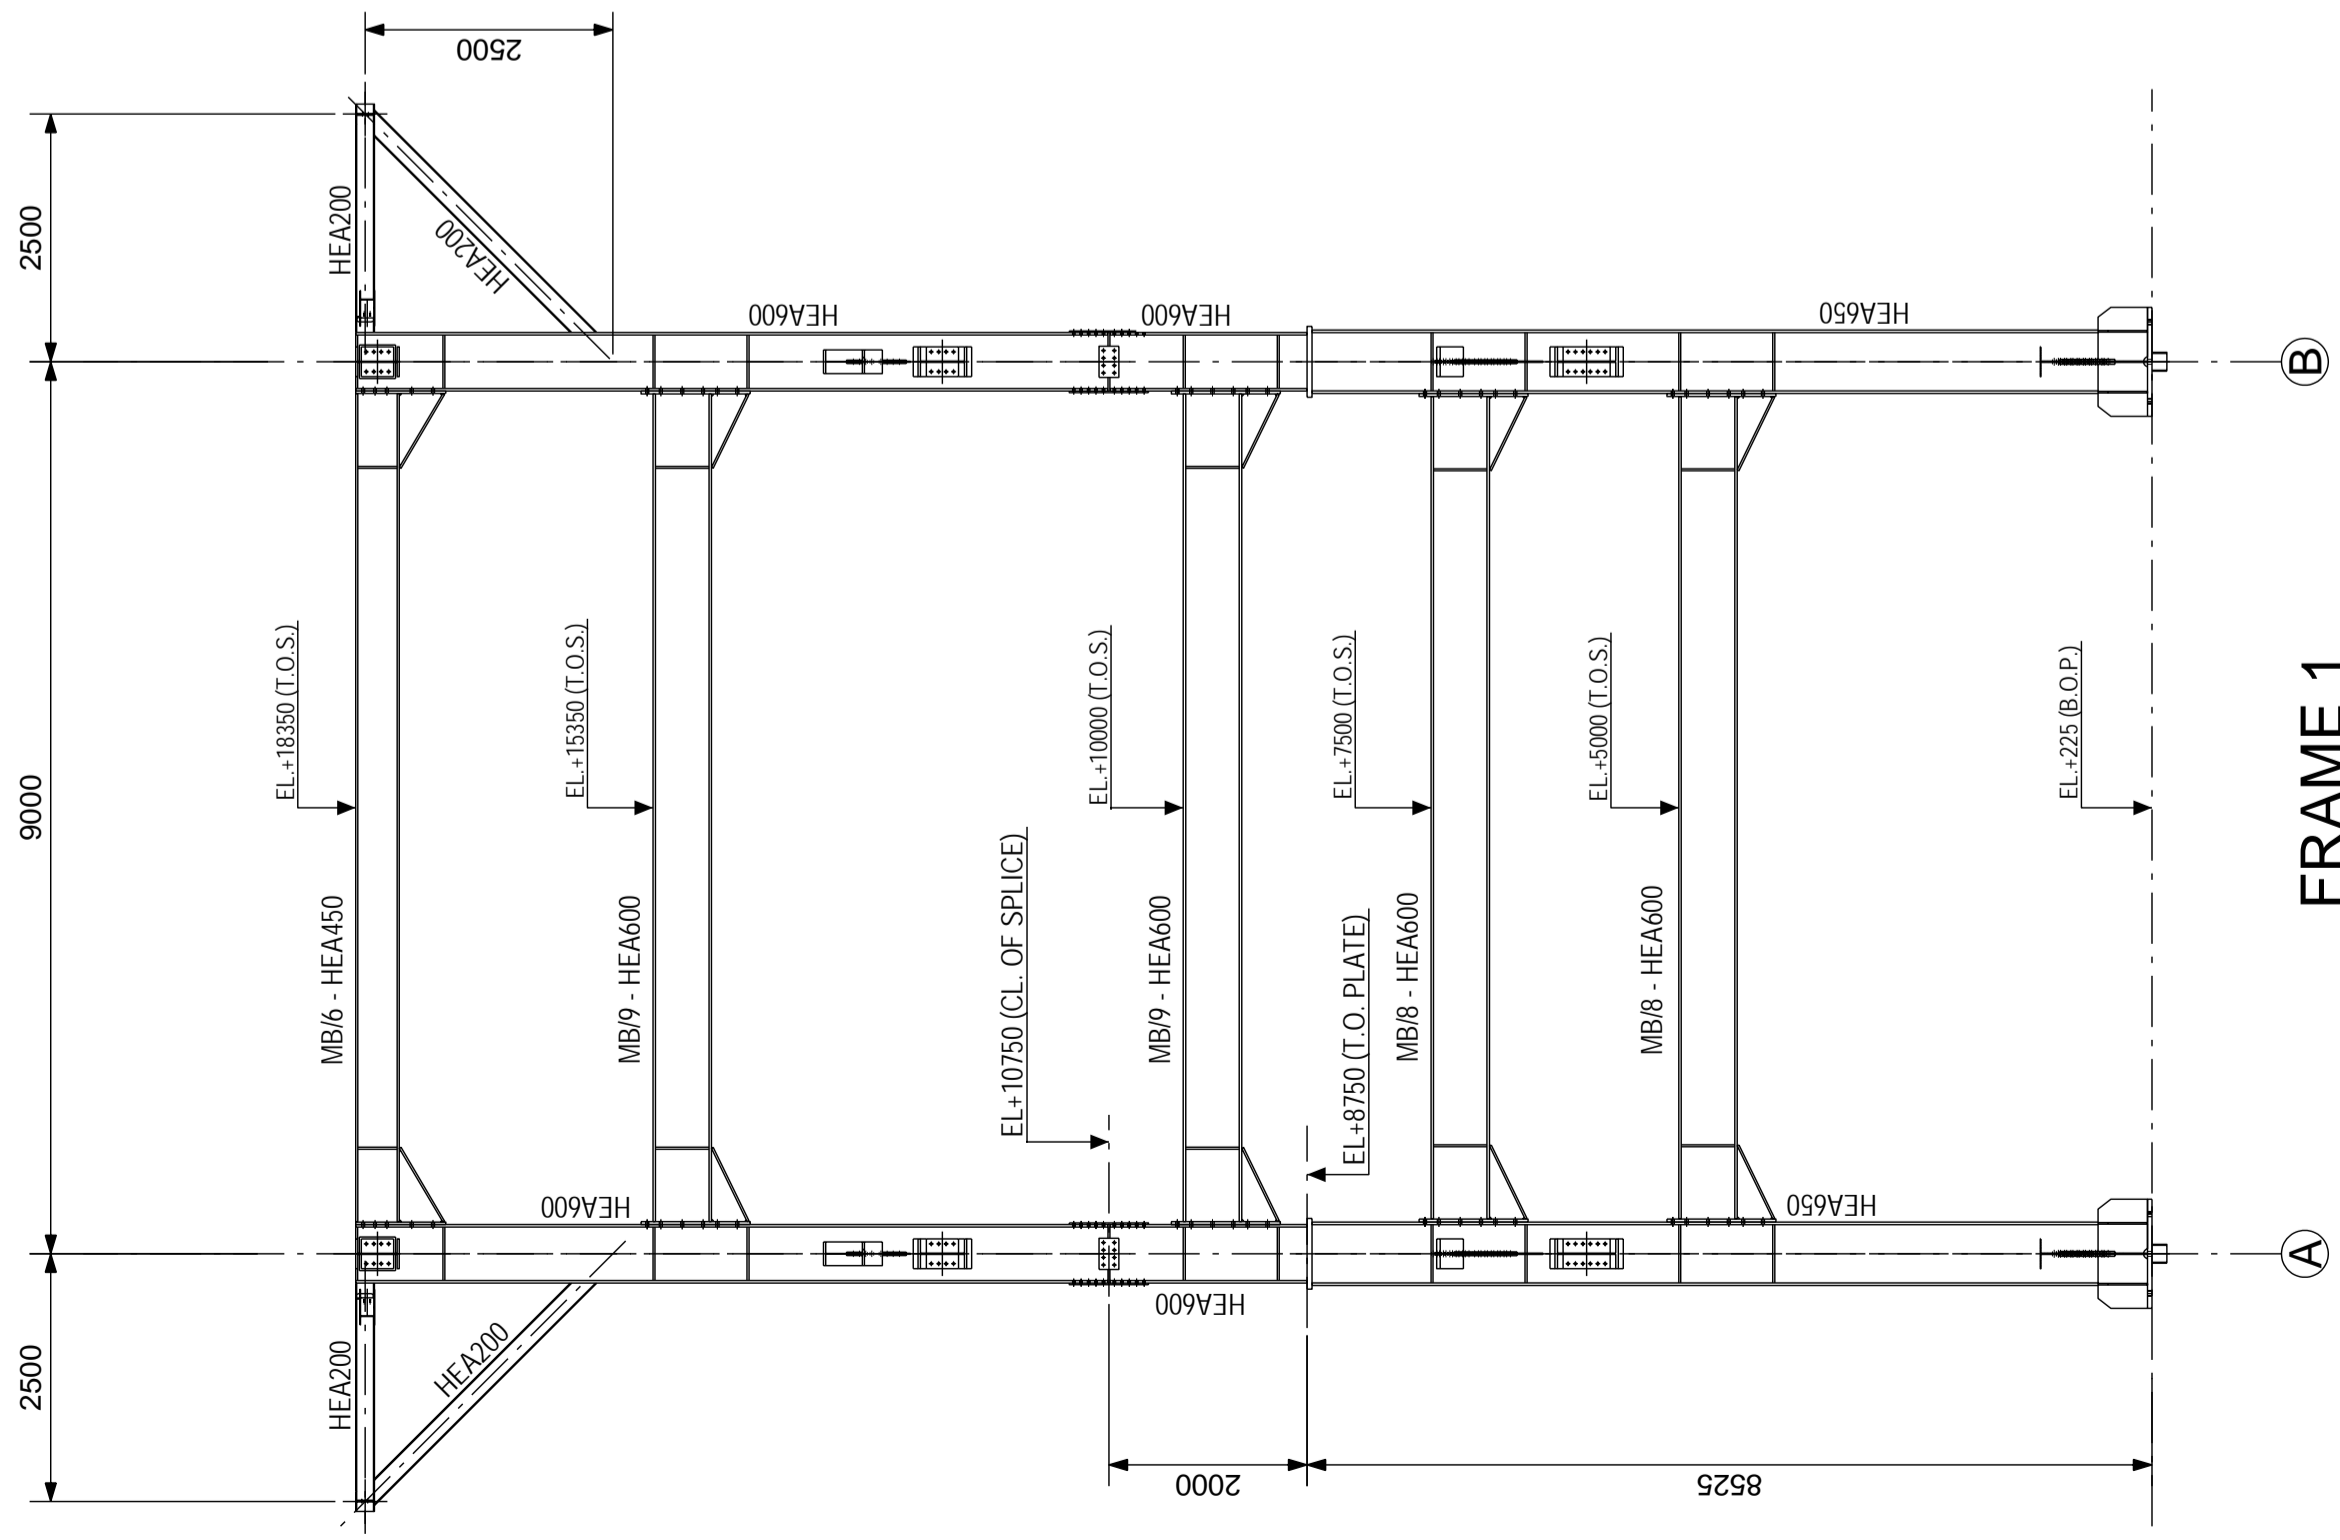 2500
9000
2500
2500
HEA200
HEA200
HEA200
HEA200
EL.+18350 (T.O.S.)
MB/6 - HEA450
HEA600
HEA600
EL.+15350 (T.O.S.)
MB/9 - HEA600
EL+10750 (CL. OF SPLICE)
EL.+10000 (T.O.S.)
MB/9 - HEA600
HEA600
HEA600
EL+8750 (T.O. PLATE)
EL.+7500 (T.O.S.)
MB/8 - HEA600
EL.+5000 (T.O.S.)
MB/8 - HEA600
HEA650
HEA650
2000
8525
EL.+225 (B.O.P.)
A
B
FRAME 1